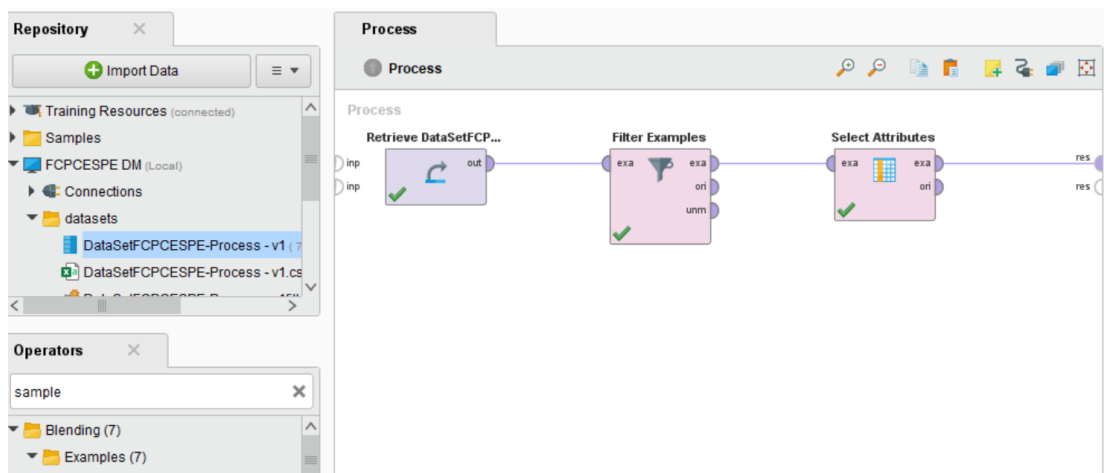 Repository
Import Data
Training Resources (connected)
Samples
FCPCESPE DM (Local)
Connections
datasets
DataSetFCPCESPE-Process - v1 ( 7
DataSetFCPCESPE-Process - v1.cs
Operators
sample
Blending (7)
Examples (7)
Process
Process
Process
Retrieve DataSetFCP...
Filter Examples
Select Attributes
inp
out
exa
exa
exa
exa
res
inp
ori
ori
res
unm